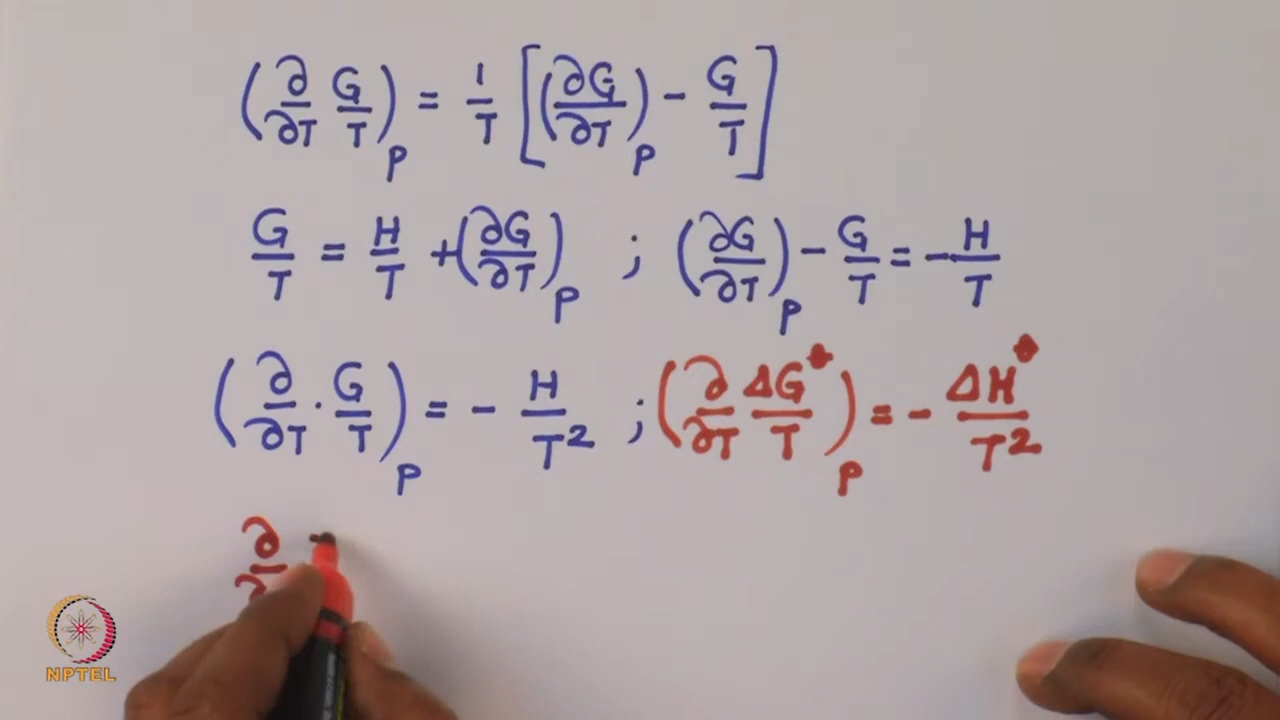 (∂/∂T G/T)_P = 1/T [(∂G/∂T)_P - G/T]
G/T = H/T + (∂G/∂T)_P ; (∂G/∂T)_P - G/T = - H/T
(∂/∂T · G/T)_P = - H/T² ; (∂/∂T ΔG°/T)_P = - ΔH°/T²
∂
NPTEL